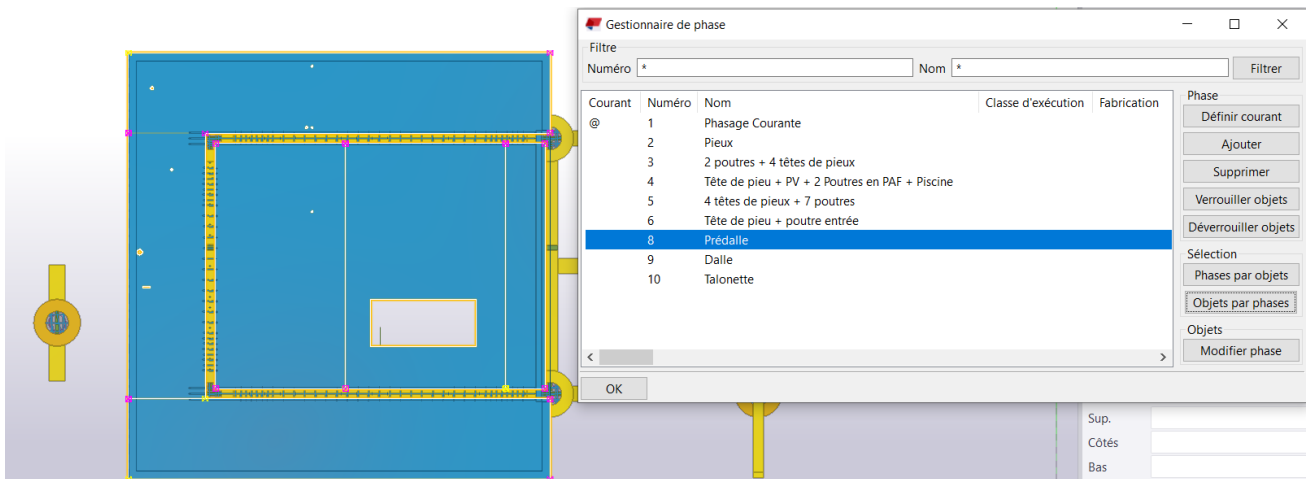 Gestionnaire de phase
Filtre
Numéro * Nom * Filtrer
Courant Numéro Nom Classe d'exécution Fabrication
@ 1 Phasage Courante
2 Pieux
3 2 poutres + 4 têtes de pieux
4 Tête de pieu + PV + 2 Poutres en PAF + Piscine
5 4 têtes de pieux + 7 poutres
6 Tête de pieu + poutre entrée
8 Prédalle
9 Dalle
10 Talonette
Phase
Définir courant
Ajouter
Supprimer
Verrouiller objets
Déverrouiller objets
Sélection
Phases par objets
Objets par phases
Objets
Modifier phase
OK
Sup.
Côtés
Bas